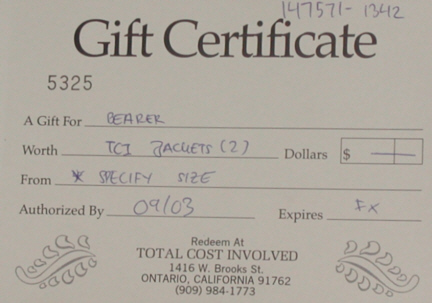 147571-1342
Gift Certificate
5325
A Gift For BEARER
Worth TCI JACKETS (2) Dollars $ —
From * SPECIFY SIZE
Authorized By 09/03 Expires FX
Redeem At
TOTAL COST INVOLVED
1416 W. Brooks St.
ONTARIO, CALIFORNIA 91762
(909) 984-1773